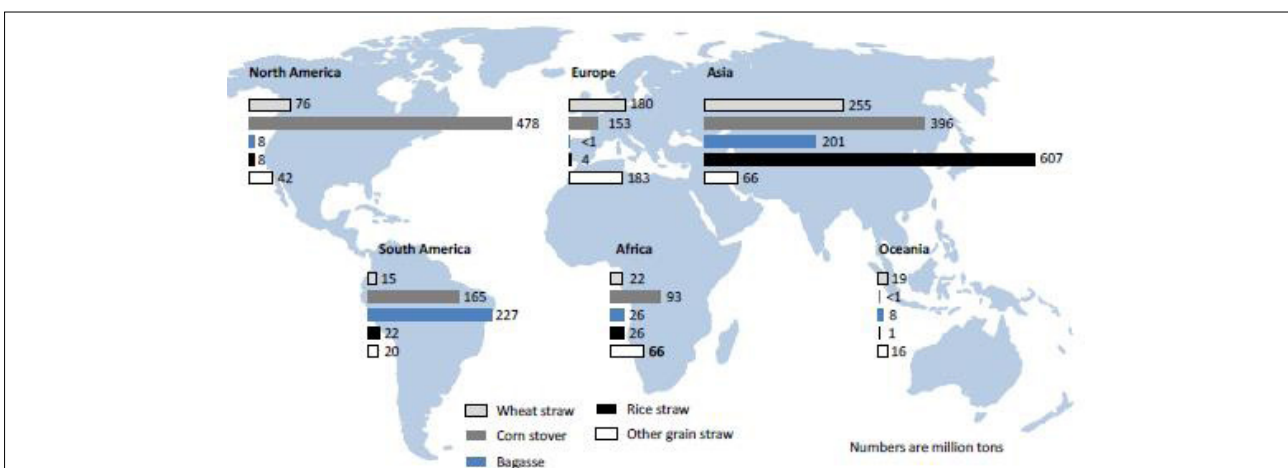 North America
76
478
8
8
42
Europe
180
153
<1
4
183
Asia
255
396
201
607
66
South America
15
165
227
22
20
Africa
22
93
26
26
66
Oceania
19
<1
8
1
16
Wheat straw
Corn stover
Bagasse
Rice straw
Other grain straw
Numbers are million tons